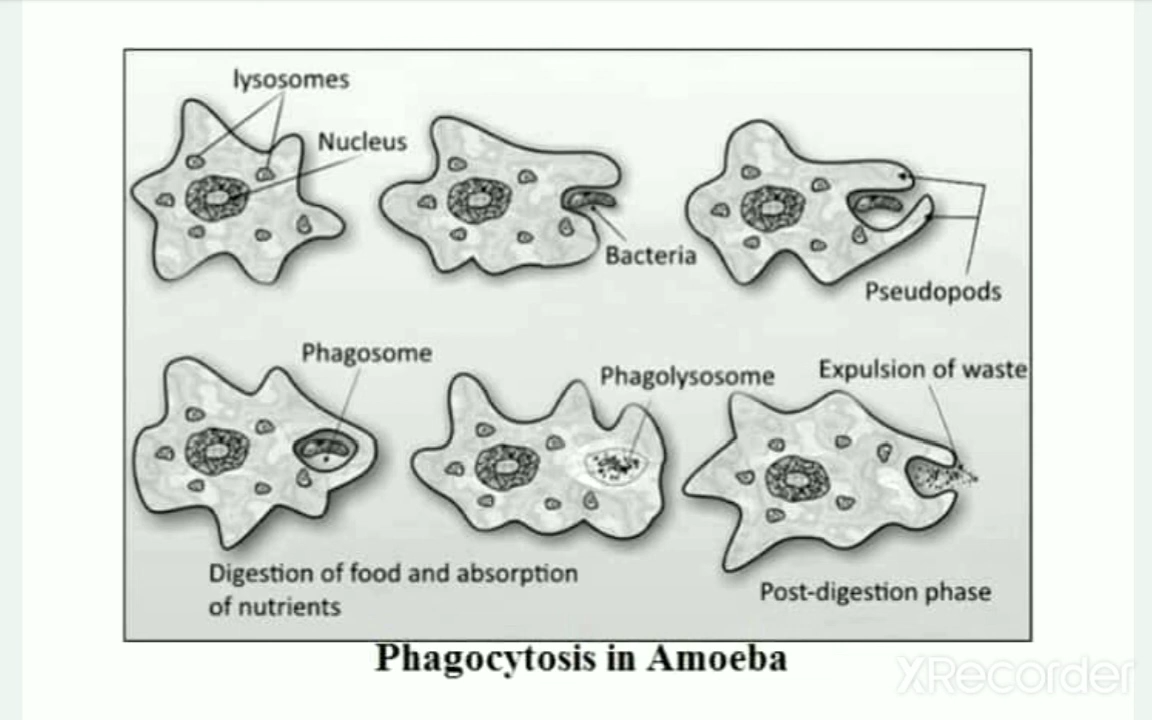 lysosomes
Nucleus
Bacteria
Pseudopods
Phagosome
Phagolysosome
Expulsion of waste
Digestion of food and absorption
of nutrients
Post-digestion phase
Phagocytosis in Amoeba
XRecorder